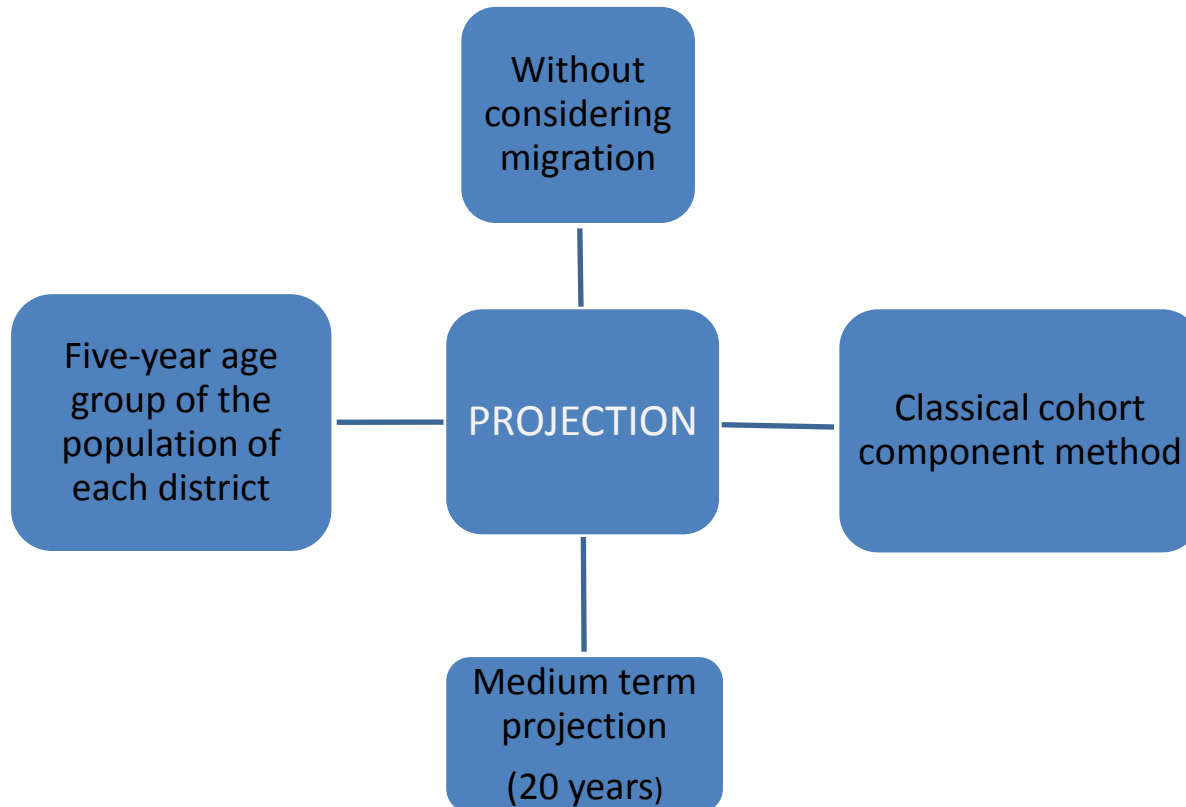 Without
considering
migration
Five-year age
group of the
population of
each district
PROJECTION
Classical cohort
component method
Medium term
projection
(20 years)